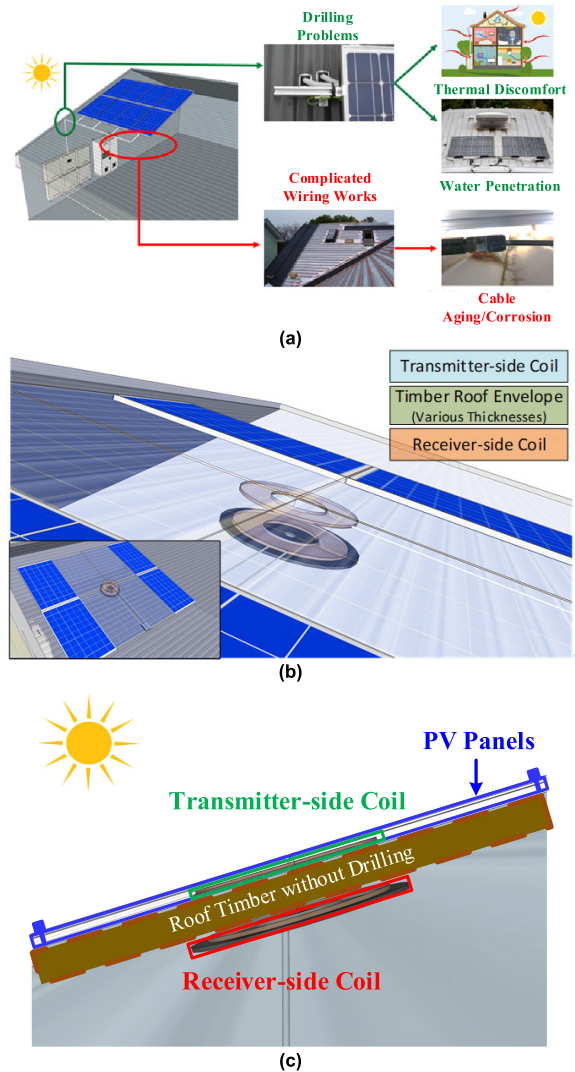 Drilling
Problems
Thermal Discomfort
Water Penetration
Complicated
Wiring Works
Cable
Aging/Corrosion
(a)
Transmitter-side Coil
Timber Roof Envelope
(Various Thicknesses)
Receiver-side Coil
(b)
PV Panels
Transmitter-side Coil
Roof Timber without Drilling
Receiver-side Coil
(c)